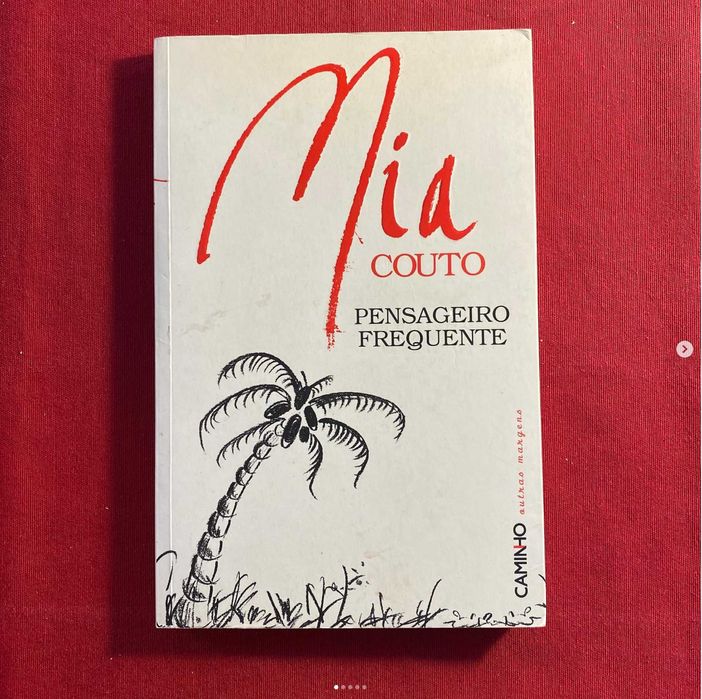 Mia
COUTO
PENSAGEIRO
FREQUENTE
CAMINHO
outras margens